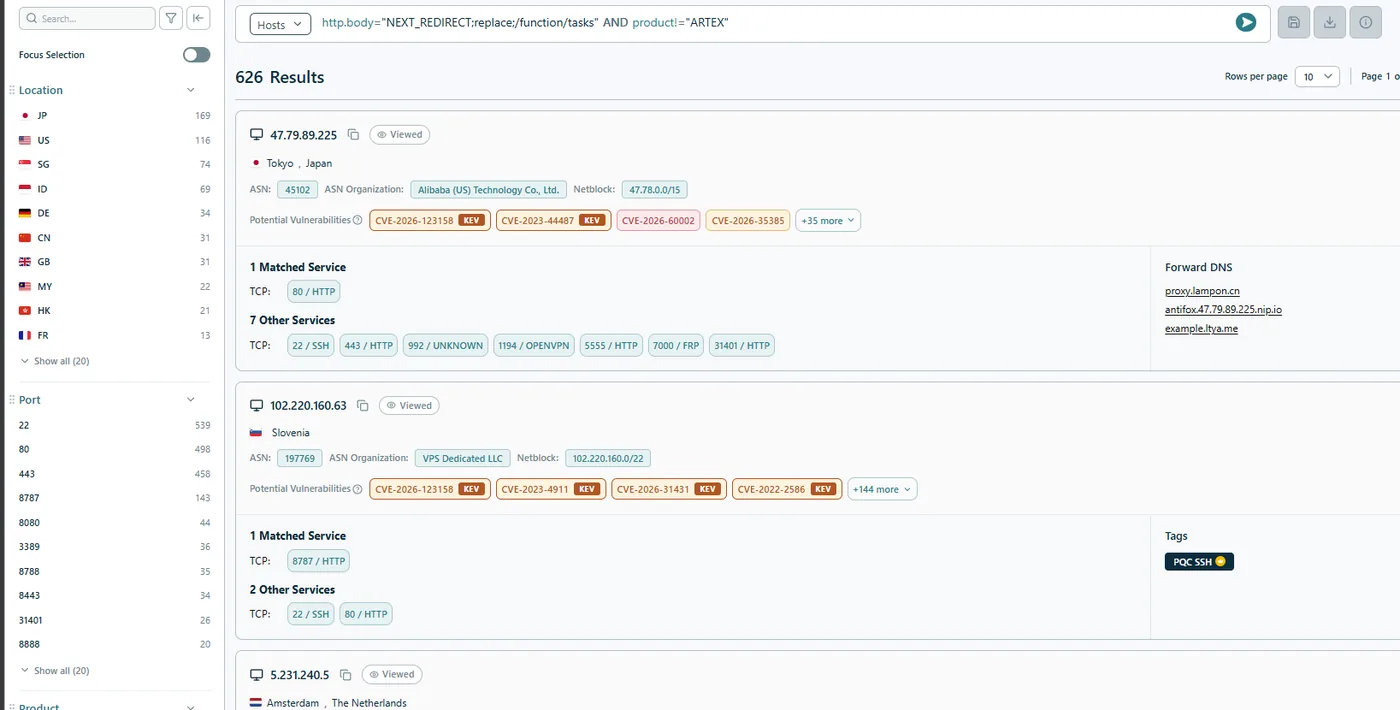 Search...
Focus Selection
Location
JP 169
US 116
SG 74
ID 69
DE 34
CN 31
GB 31
MY 22
HK 21
FR 13
Show all (20)
Port
22 539
80 498
443 458
8787 143
8080 44
3389 36
8788 35
8443 34
31401 26
8888 20
Show all (20)
Product
Hosts http.body="NEXT_REDIRECT;replace;/function/tasks" AND product!="ARTEX"
626 Results
Rows per page 10 Page 1 o
47.79.89.225 Viewed
Tokyo , Japan
ASN: 45102 ASN Organization: Alibaba (US) Technology Co., Ltd. Netblock: 47.78.0.0/15
Potential Vulnerabilities CVE-2026-123158 KEV CVE-2023-44487 KEV CVE-2026-60002 CVE-2026-35385 +35 more
1 Matched Service
TCP: 80 / HTTP
7 Other Services
TCP: 22 / SSH 443 / HTTP 992 / UNKNOWN 1194 / OPENVPN 5555 / HTTP 7000 / FRP 31401 / HTTP
Forward DNS
proxy.lampon.cn
antifox.47.79.89.225.nip.io
example.ltya.me
102.220.160.63 Viewed
Slovenia
ASN: 197769 ASN Organization: VPS Dedicated LLC Netblock: 102.220.160.0/22
Potential Vulnerabilities CVE-2026-123158 KEV CVE-2023-4911 KEV CVE-2026-31431 KEV CVE-2022-2586 KEV +144 more
1 Matched Service
TCP: 8787 / HTTP
2 Other Services
TCP: 22 / SSH 80 / HTTP
Tags
PQC SSH
5.231.240.5 Viewed
Amsterdam , The Netherlands